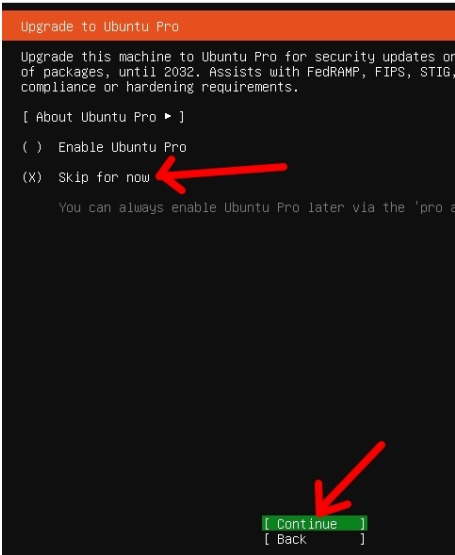 Upgrade to Ubuntu Pro
Upgrade this machine to Ubuntu Pro for security updates on
of packages, until 2032. Assists with FedRAMP, FIPS, STIG,
compliance or hardening requirements.
[ About Ubuntu Pro ► ]
( ) Enable Ubuntu Pro
(X) Skip for now
You can always enable Ubuntu Pro later via the 'pro a
[ Continue ]
[ Back ]